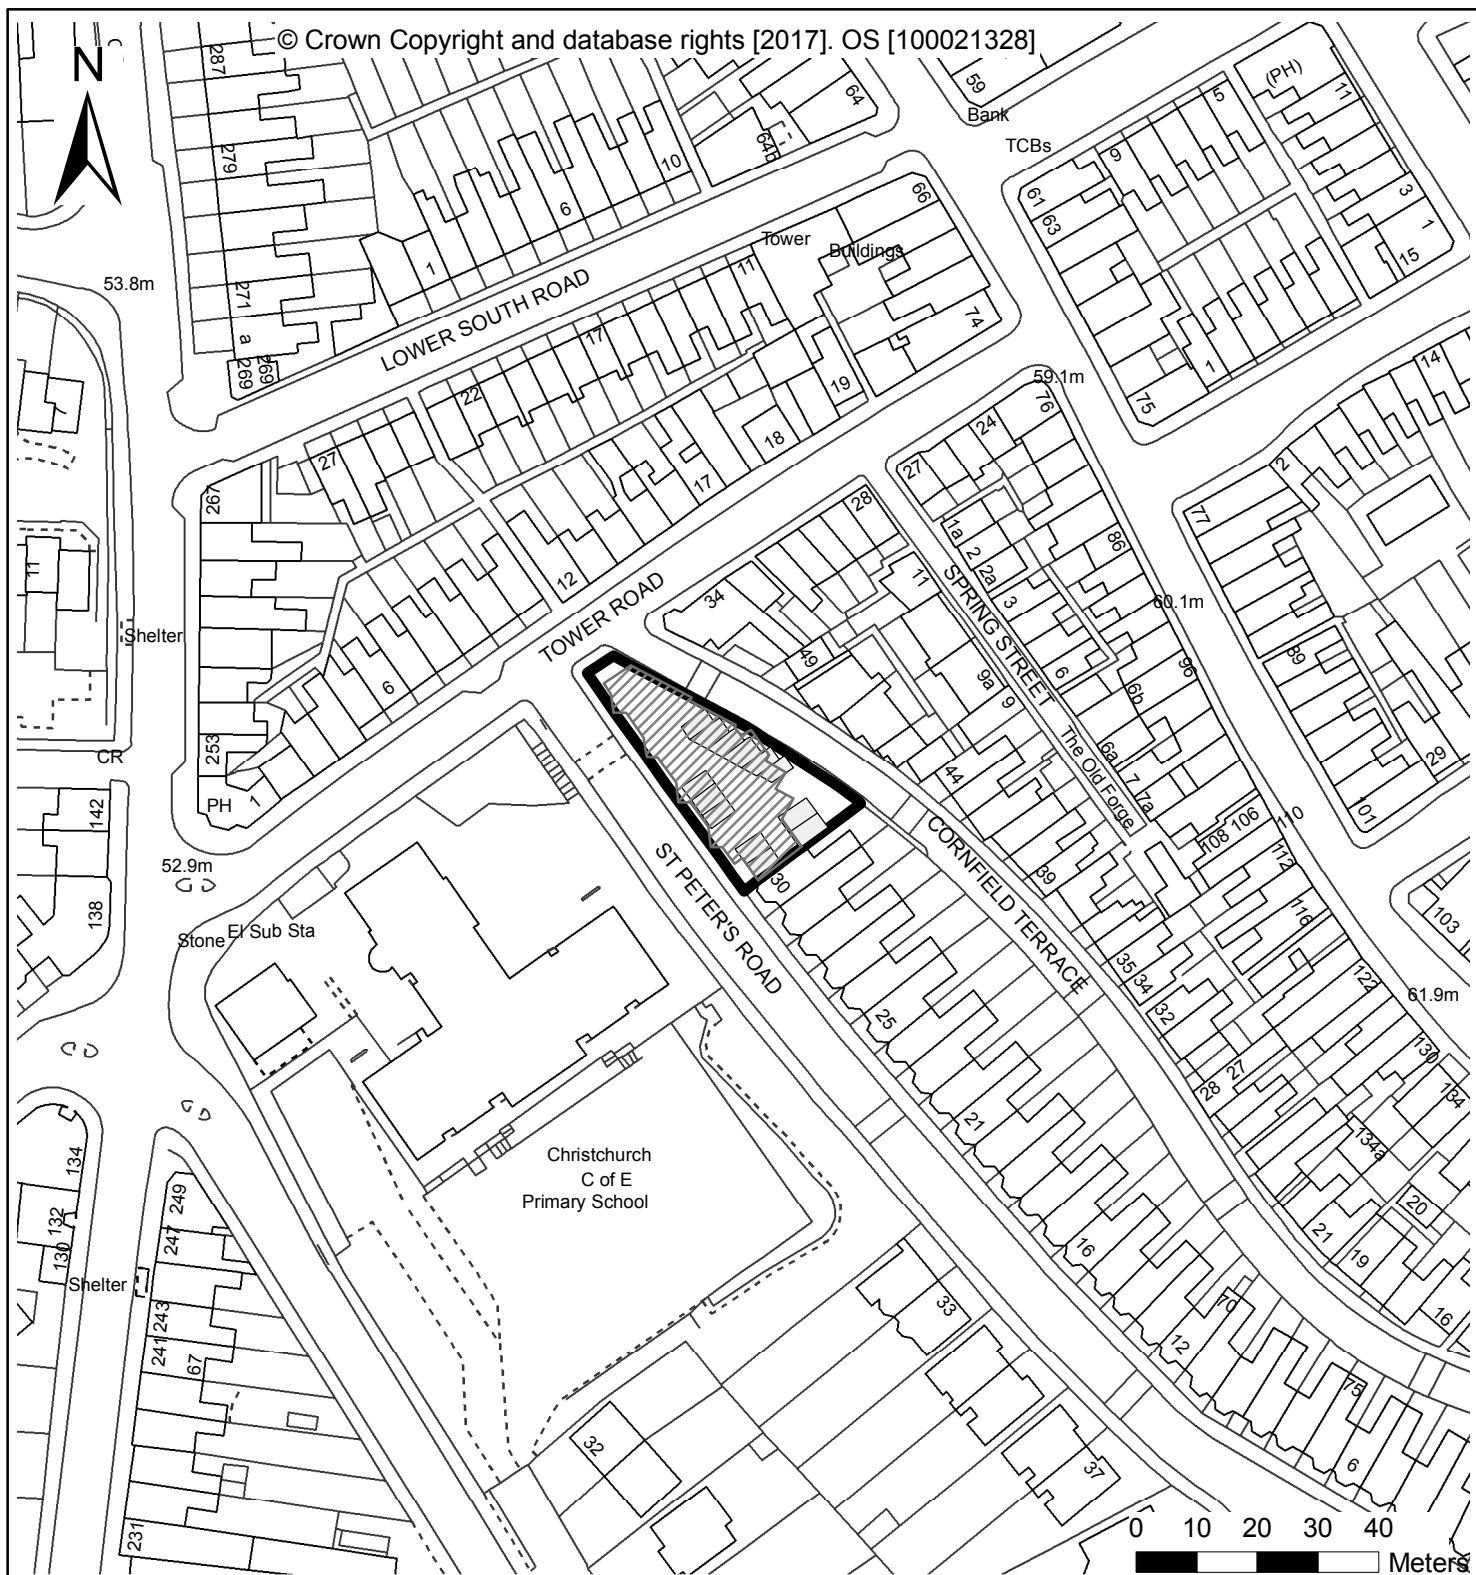 © Crown Copyright and database rights [2017]. OS [100021328]
N
287
279
271
a
269
269
53.8m
1
6
10
64b
64
59
Bank
TCBs
61
63
9
5
(PH)
11
3
1
15
LOWER SOUTH ROAD
Tower
Buildings
66
74
11
17
22
27
19
18
17
12
6
1
75
1
59.1m
76
24
27
28
34
14
2
77
267
253
PH
11
Shelter
CR
142
138
52.9m
TOWER ROAD
SPRING STREET
1a
2
2a
3
6
11
9a
9
86
60.1m
96
6b
6a
7
7a
The Old Forge
89
101
29
49
44
39
35
34
32
28
27
108
106
110
112
116
122
130
134
134a
103
61.9m
20
21
19
16
CORNFIELD TERRACE
ST PETER'S ROAD
30
25
21
16
12
70
75
6
Stone
El Sub Sta
Christchurch
C of E
Primary School
134
132
130
249
247
Shelter
243
241
67
231
33
32
37
0 10 20 30 40
Meters